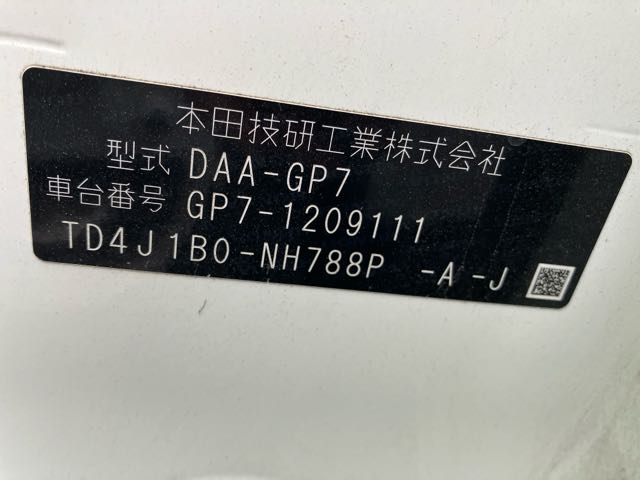 本田技研工業株式会社
型式 DAA-GP7
車台番号 GP7-1209111
TD4J1B0-NH788P -A-J